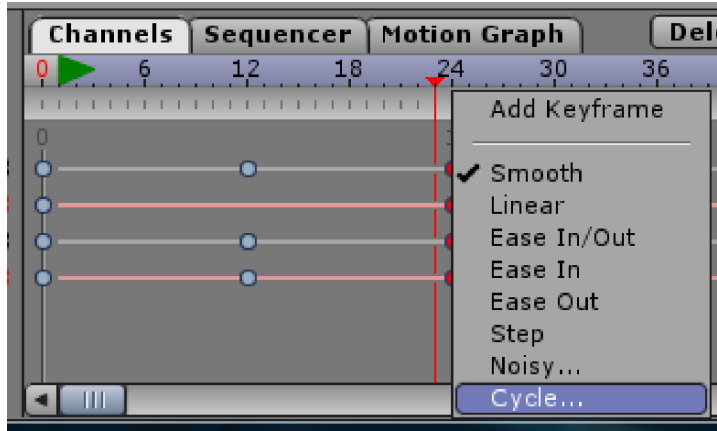 Channels Sequencer Motion Graph
0 6 12 18 24 30 36
Add Keyframe
0
Smooth
Linear
Ease In/Out
Ease In
Ease Out
Step
Noisy...
Cycle...